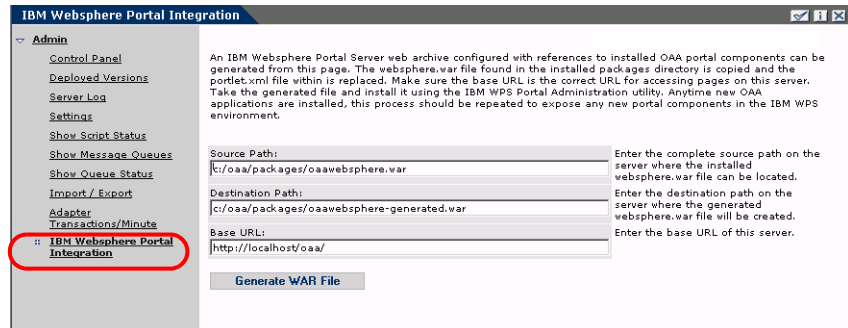 IBM Websphere Portal Integration
Admin
Control Panel
Deployed Versions
Server Log
Settings
Show Script Status
Show Message Queues
Show Queue Status
Import / Export
Adapter
Transactions/Minute
IBM Websphere Portal
Integration
An IBM Websphere Portal Server web archive configured with references to installed OAA portal components can be
generated from this page. The websphere.war file found in the installed packages directory is copied and the
portlet.xml file within is replaced. Make sure the base URL is the correct URL for accessing pages on this server.
Take the generated file and install it using the IBM WPS Portal Administration utility. Anytime new OAA
applications are installed, this process should be repeated to expose any new portal components in the IBM WPS
environment.
Source Path:
c:/oaa/packages/oaawebsphere.war
Enter the complete source path on the
server where the installed
websphere.war file can be located.
Destination Path:
c:/oaa/packages/oaawebsphere-generated.war
Enter the destination path on the
server where the generated
websphere.war file will be created.
Base URL:
http://localhost/oaa/
Enter the base URL of this server.
Generate WAR File